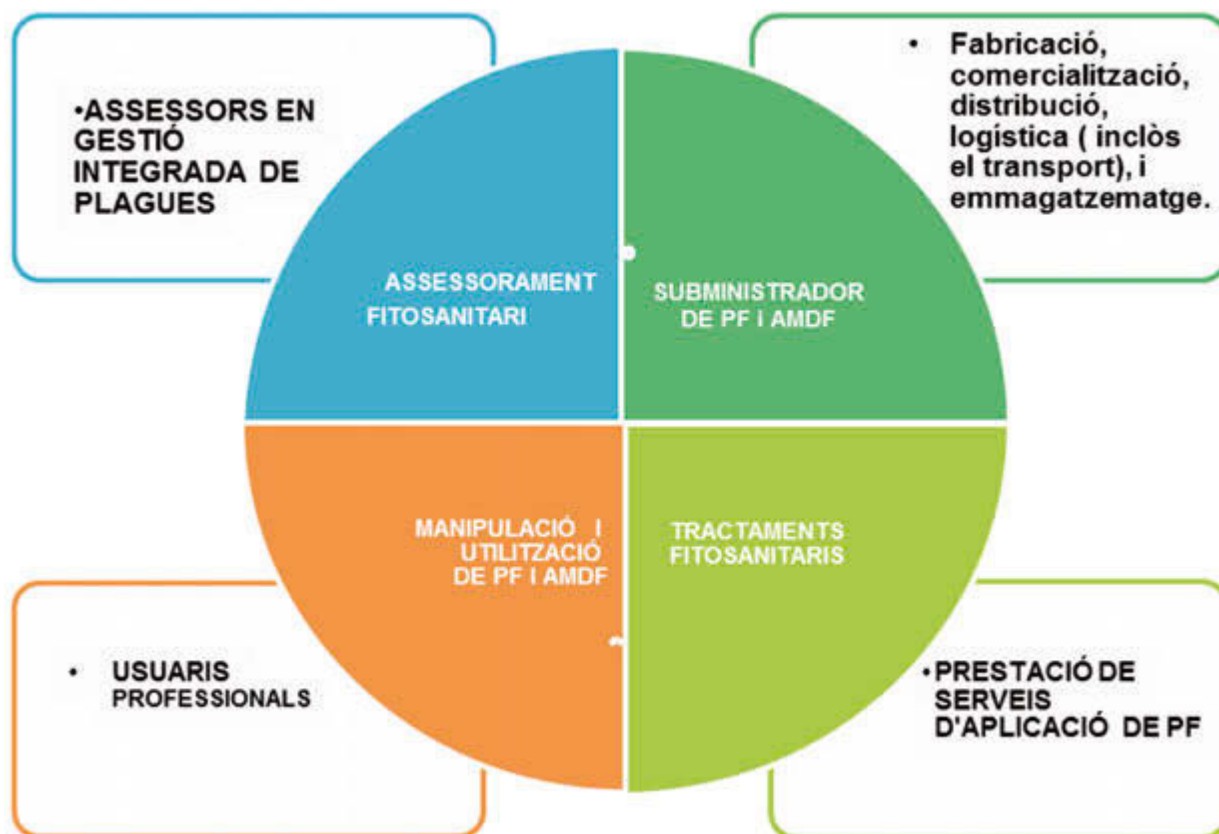 •ASSESSORS EN
GESTIÓ
INTEGRADA DE
PLAGUES
• Fabricació,
comercialització,
distribució,
logística ( inclòs
el transport), i
emmagatzematge.
ASSESSORAMENT
FITOSANITARI
SUBMINISTRADOR
DE PF i AMDF
MANIPULACIÓ I
UTILITZACIÓ
DE PF I AMDF
TRACTAMENTS
FITOSANITARIS
• USUARIS
PROFESSIONALS
•PRESTACIÓ DE
SERVEIS
D'APLICACIÓ DE PF